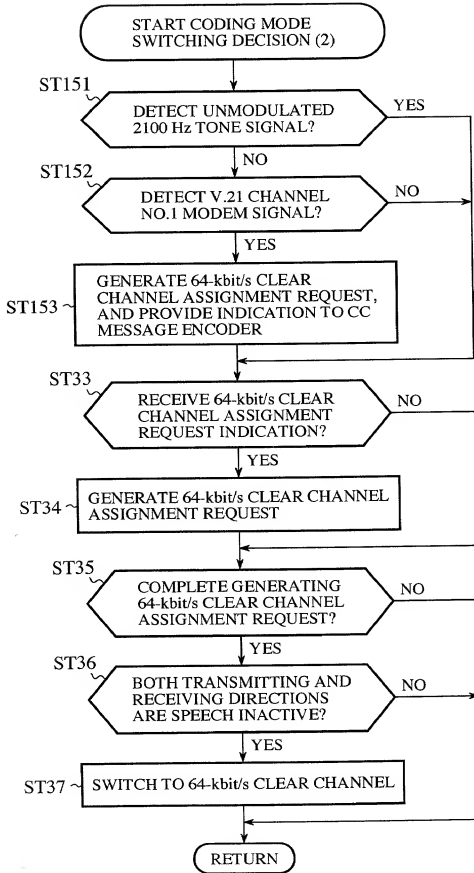 START CODING MODE
SWITCHING DECISION (2)
ST151
DETECT UNMODULATED
2100 Hz TONE SIGNAL?
YES
NO
ST152
DETECT V.21 CHANNEL
NO.1 MODEM SIGNAL?
NO
YES
ST153
GENERATE 64-kbit/s CLEAR
CHANNEL ASSIGNMENT REQUEST,
AND PROVIDE INDICATION TO CC
MESSAGE ENCODER
ST33
RECEIVE 64-kbit/s CLEAR
CHANNEL ASSIGNMENT
REQUEST INDICATION?
NO
YES
ST34
GENERATE 64-kbit/s CLEAR CHANNEL
ASSIGNMENT REQUEST
ST35
COMPLETE GENERATING
64-kbit/s CLEAR CHANNEL
ASSIGNMENT REQUEST?
NO
YES
ST36
BOTH TRANSMITTING AND
RECEIVING DIRECTIONS
ARE SPEECH INACTIVE?
NO
YES
ST37
SWITCH TO 64-kbit/s CLEAR CHANNEL
RETURN